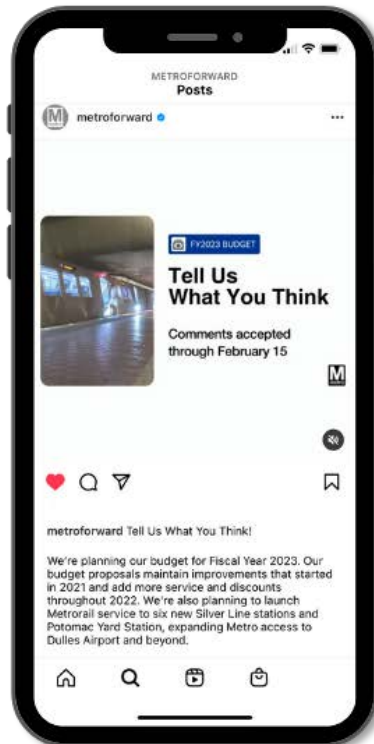 METROFORWARD
Posts
M metroforward
FY2023 BUDGET
Tell Us
What You Think
Comments accepted
through February 15
M
metroforward Tell Us What You Think!
We're planning our budget for Fiscal Year 2023. Our
budget proposals maintain improvements that started
in 2021 and add more service and discounts
throughout 2022. We're also planning to launch
Metrorail service to six new Silver Line stations and
Potomac Yard Station, expanding Metro access to
Dulles Airport and beyond.